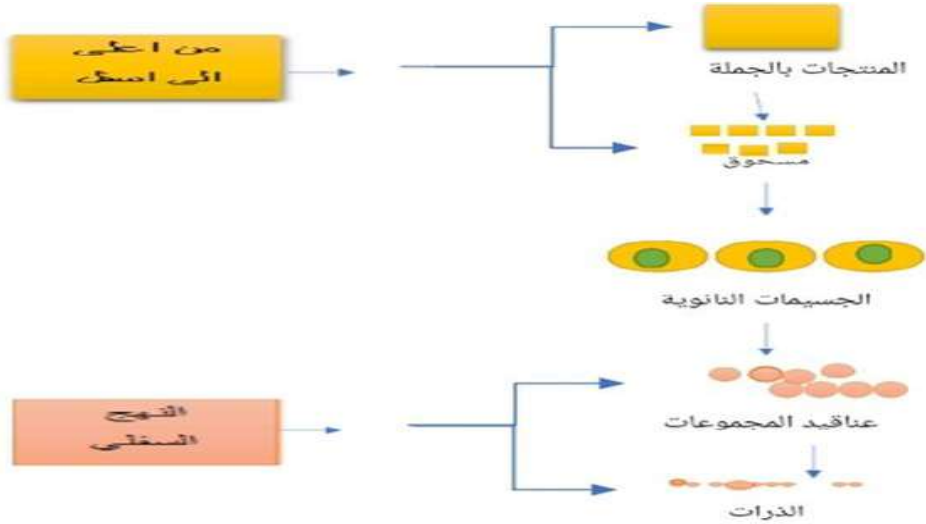 من اعلى
الى اسفل
المنتجات بالجملة
مسحوق
الجسيمات النانوية
النهج
السفلي
عناقيد المجموعات
الذرات